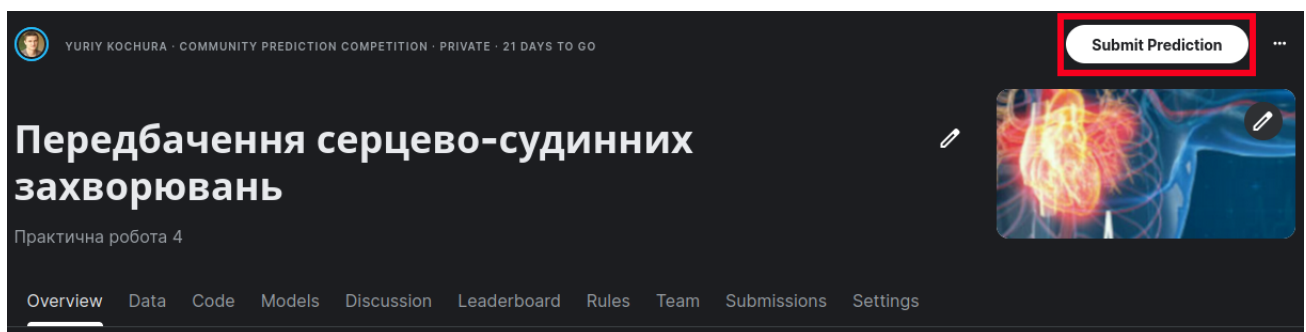 YURIY KOCHURA · COMMUNITY PREDICTION COMPETITION · PRIVATE · 21 DAYS TO GO
Submit Prediction
Передбачення серцево-судинних
захворювань
Практична робота 4
Overview Data Code Models Discussion Leaderboard Rules Team Submissions Settings